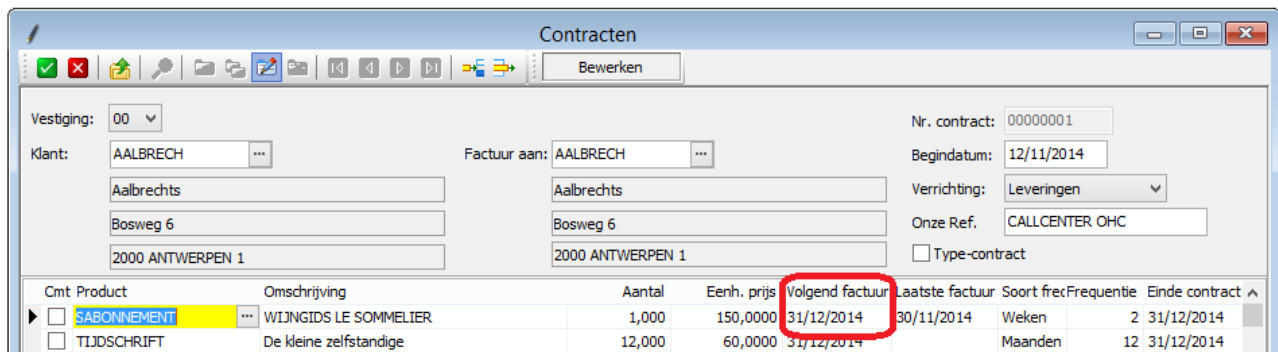 Contracten
Bewerken
Vestiging: 00
Nr. contract: 00000001
Klant: AALBRECH ... Factuur aan: AALBRECH ... Begindatum: 12/11/2014
Aalbrechts Aalbrechts Verrichting: Leveringen
Bosweg 6 Bosweg 6 Onze Ref. CALLCENTER OHC
2000 ANTWERPEN 1 2000 ANTWERPEN 1 Type-contract
Cmt Product Omschrijving Aantal Eenh. prijs Volgend factuur Laatste factuur Soort frec Frequentie Einde contract
SABONNEMENT ... WIJNGIDS LE SOMMELIER 1,000 150,0000 31/12/2014 30/11/2014 Weken 2 31/12/2014
TIJDSCHRIFT De kleine zelfstandige 12,000 60,0000 31/12/2014 Maanden 12 31/12/2014